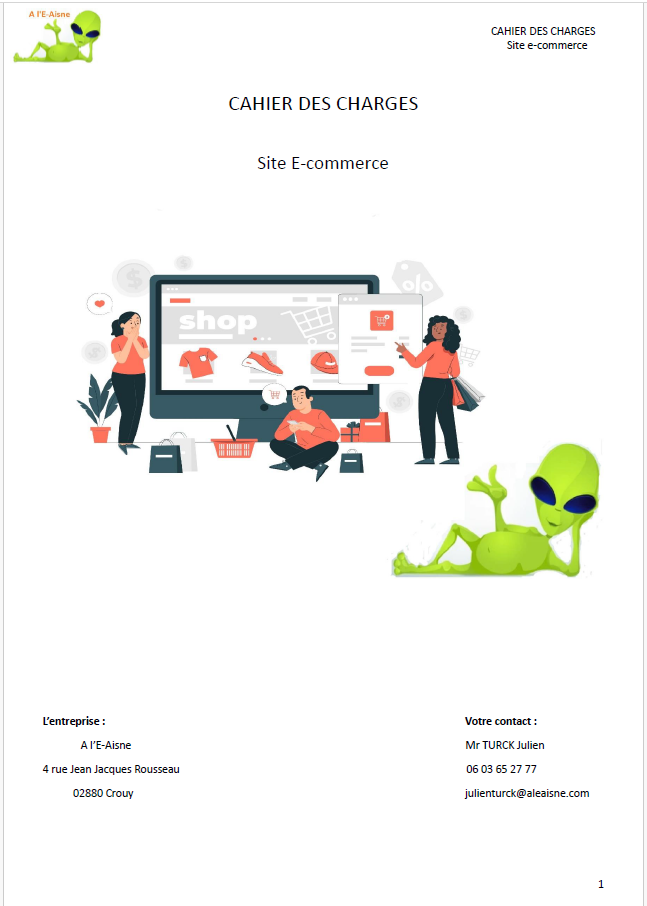 A l'E-Aisne
CAHIER DES CHARGES
Site e-commerce
CAHIER DES CHARGES
Site E-commerce
shop
%
L'entreprise :
A l'E-Aisne
4 rue Jean Jacques Rousseau
02880 Crouy
Votre contact :
Mr TURCK Julien
06 03 65 27 77
julienturck@aleaisne.com
1